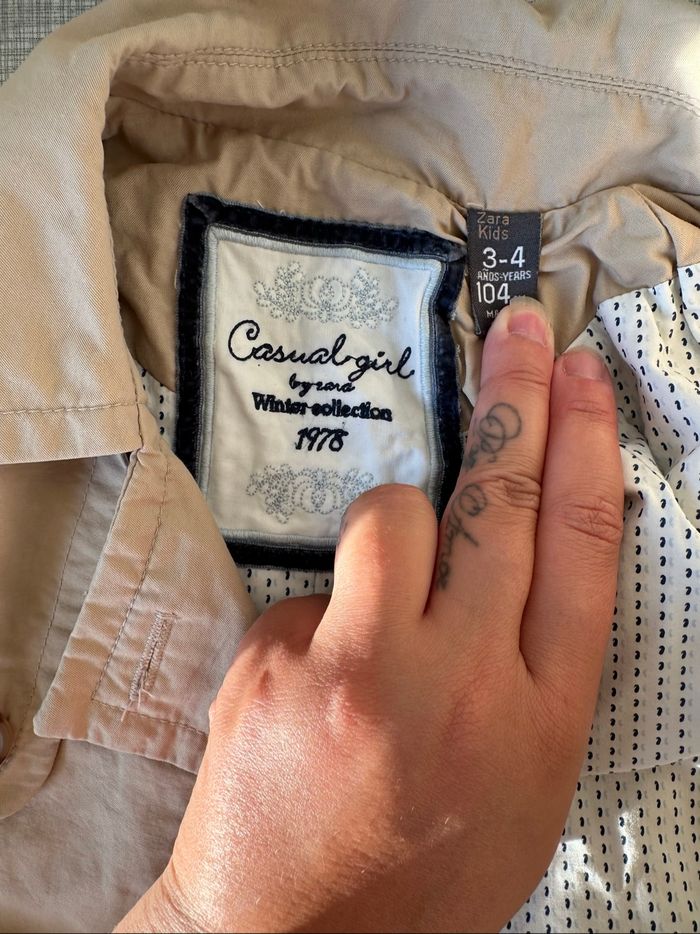 Casual girl
by zara
Winter collection
1978
Zara
Kids
3-4
AÑOS-YEARS
104